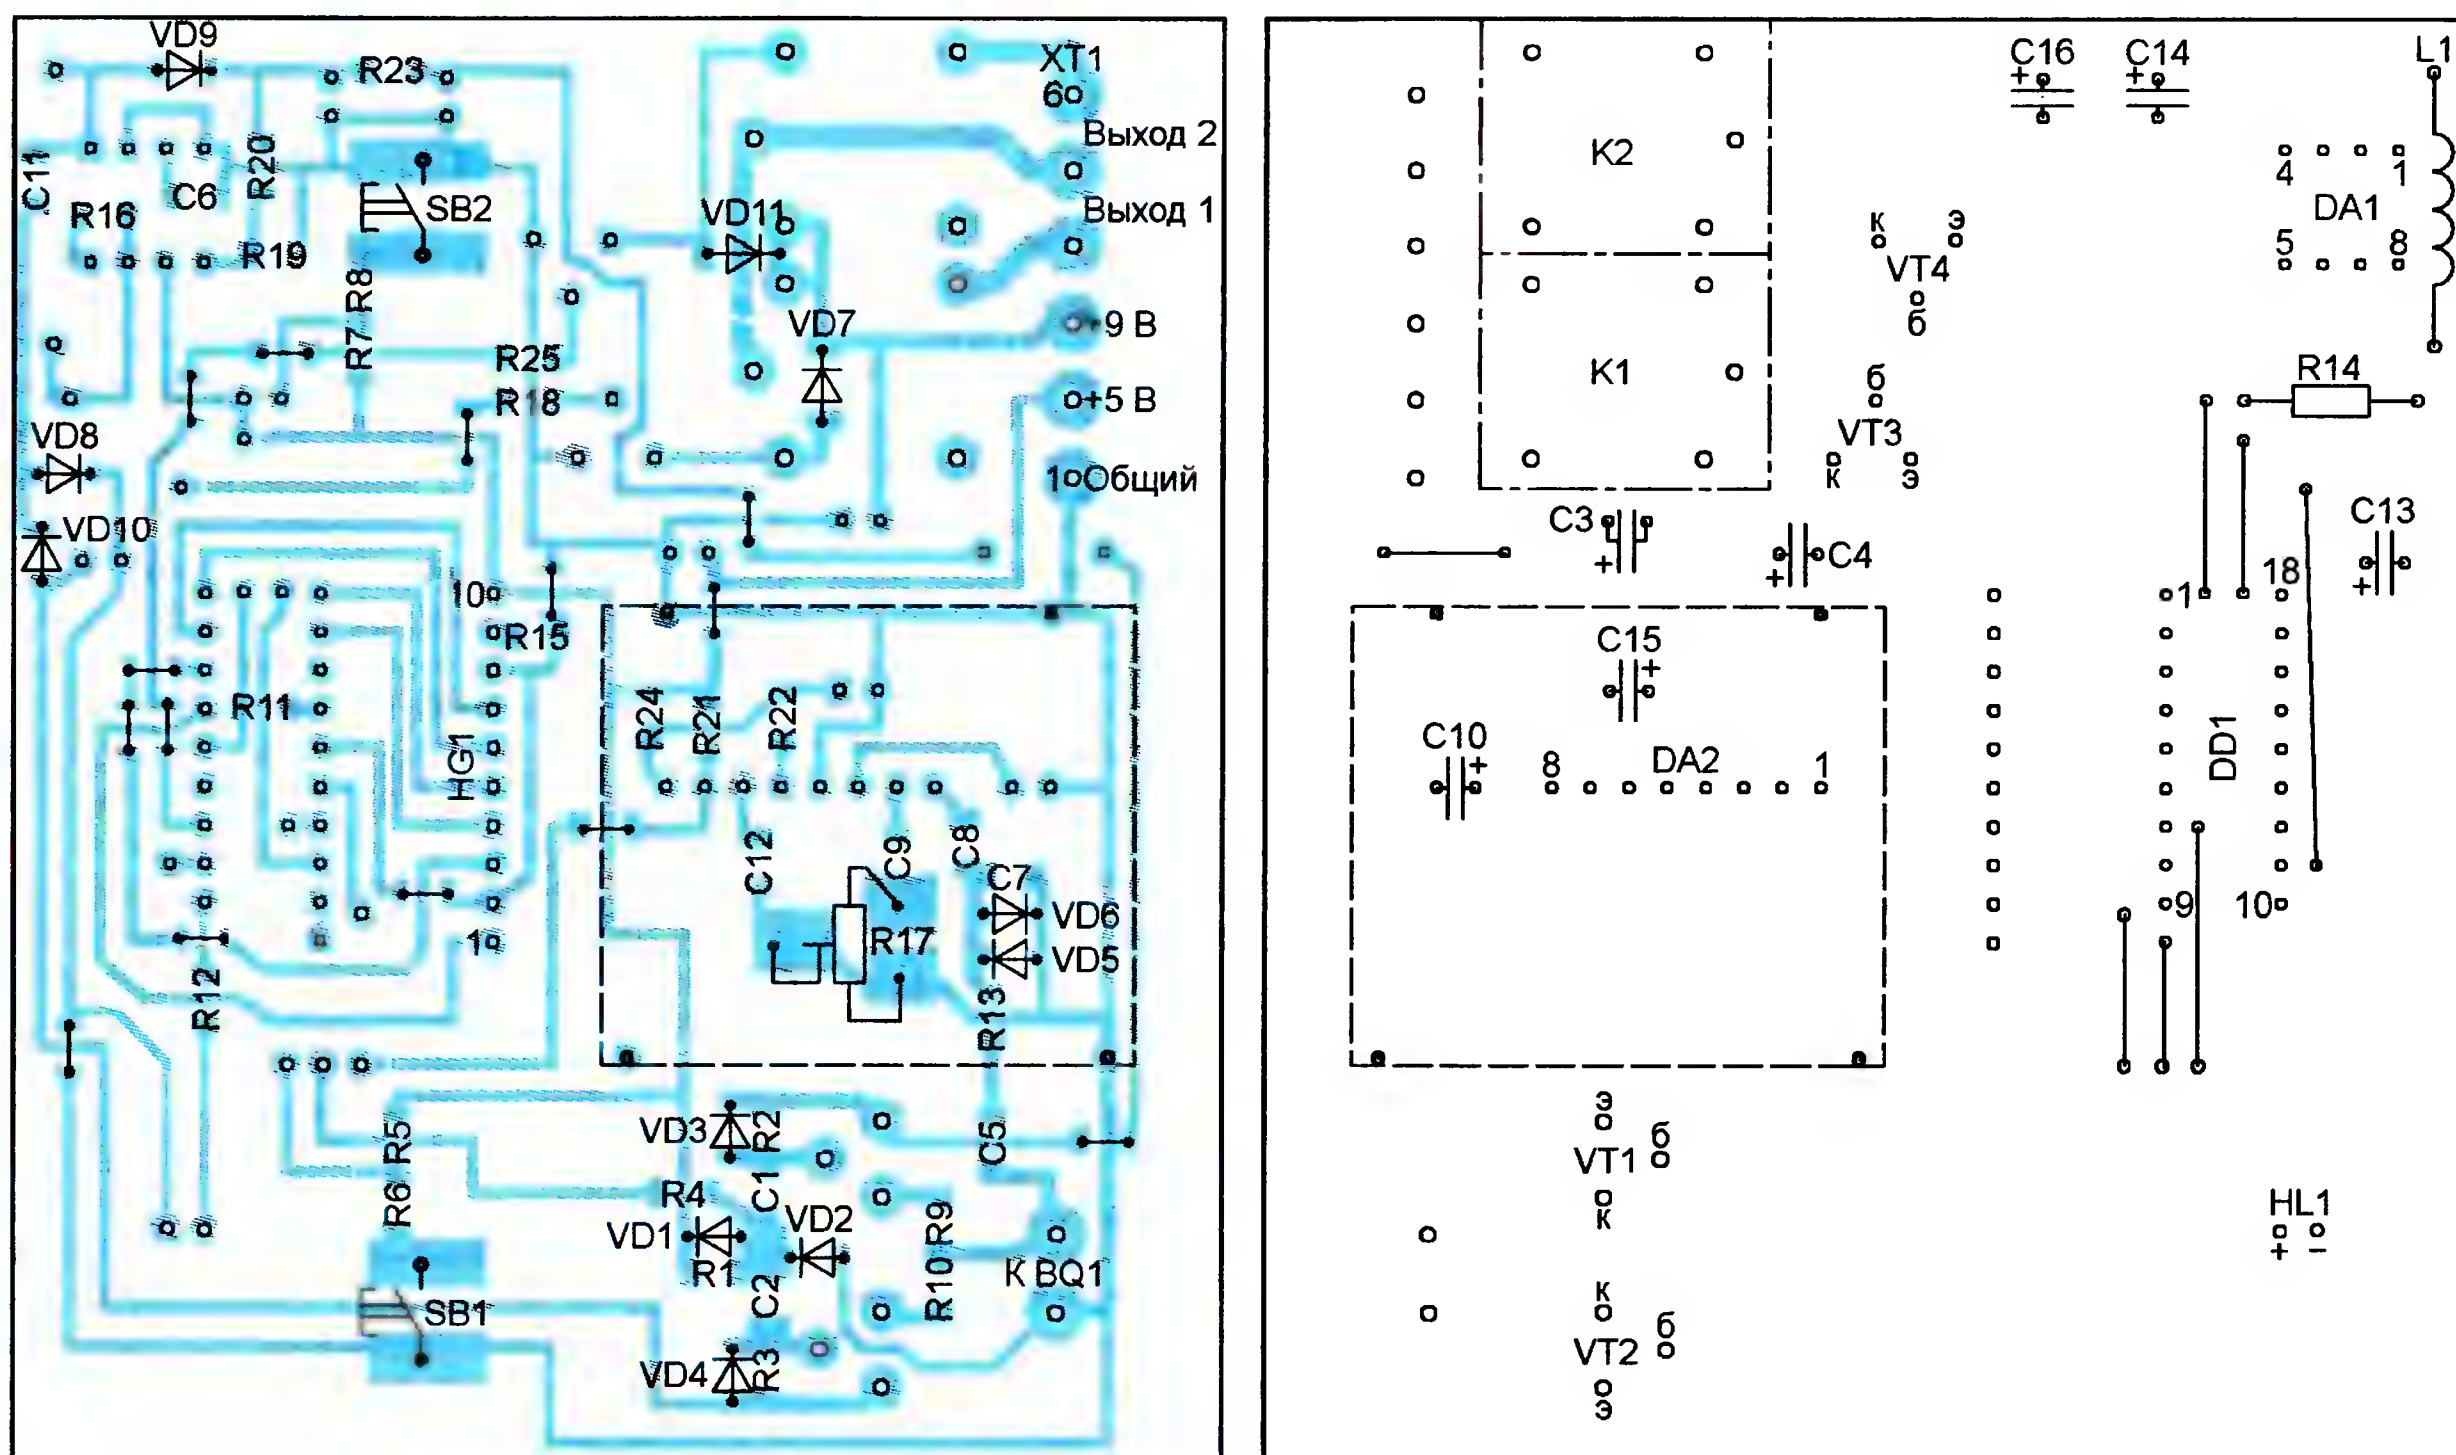 VD9
R23
XT1
6
Выход 2
C11
R16
C6
R20
SB2
VD11
Выход 1
R19
R7 R8
VD7
+9 В
R25
R18
+5 В
VD8
1 Общий
VD10
10
R15
R11
HG1
R24
R21
R22
C12
C9
C8
C7
VD6
R17
VD5
1
R12
R13
VD3
R2
R5
C5
R6
R4
C1
VD1
VD2
R9
R1
R10
К BQ1
C2
SB1
VD4
R3
C16
+
C14
+
L1
K2
4
1
DA1
5
8
к
э
VT4
б
K1
R14
б
VT3
к
э
C3
+
C4
+
C13
+
18
1
C15
+
C10
+
8
DA2
1
DD1
9
10
э
VT1
б
к
HL1
+
–
к
VT2
б
э